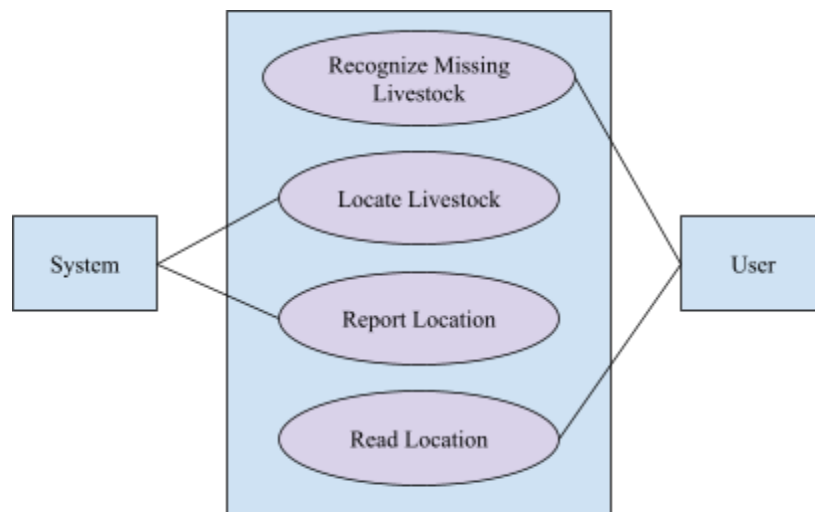 Recognize Missing
Livestock
Locate Livestock
System
User
Report Location
Read Location